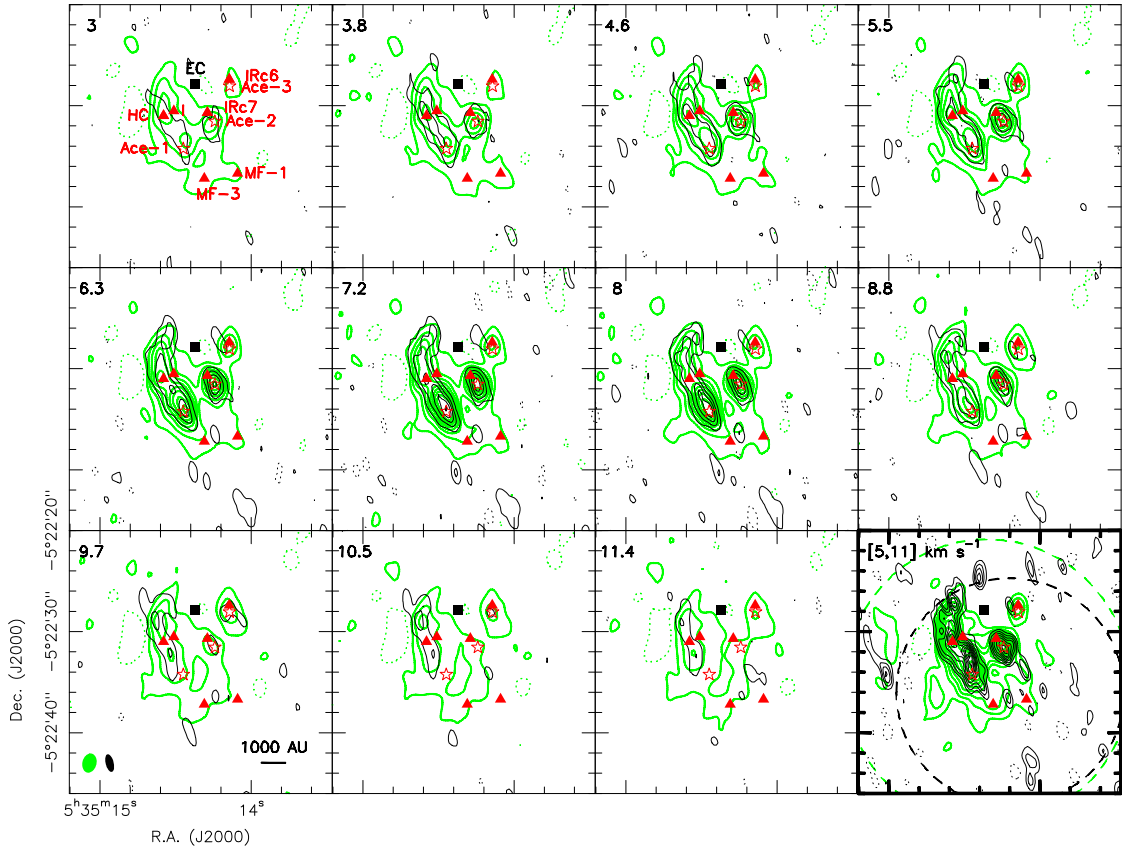 3
3.8
4.6
5.5
EC
IRc6
Ace-3
HC
I
IRc7
Ace-2
Ace-1
MF-1
MF-3
6.3
7.2
8
8.8
9.7
10.5
11.4
[5,11] km s⁻¹
1000 AU
-5°22'20"
-5°22'30"
-5°22'40"
Dec. (J2000)
5ʰ35ᵐ15ˢ
14ˢ
R.A. (J2000)